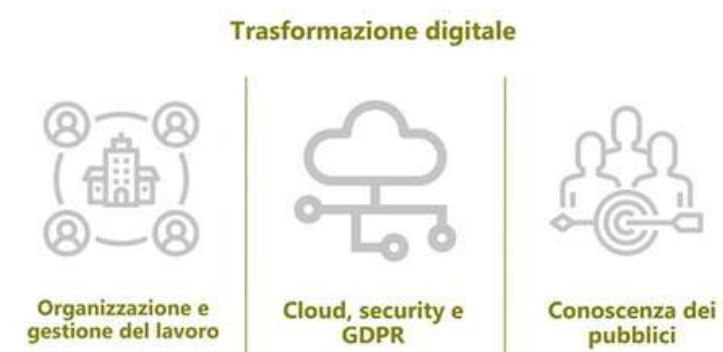 Trasformazione digitale
Organizzazione e
gestione del lavoro
Cloud, security e
GDPR
Conoscenza dei
pubblici